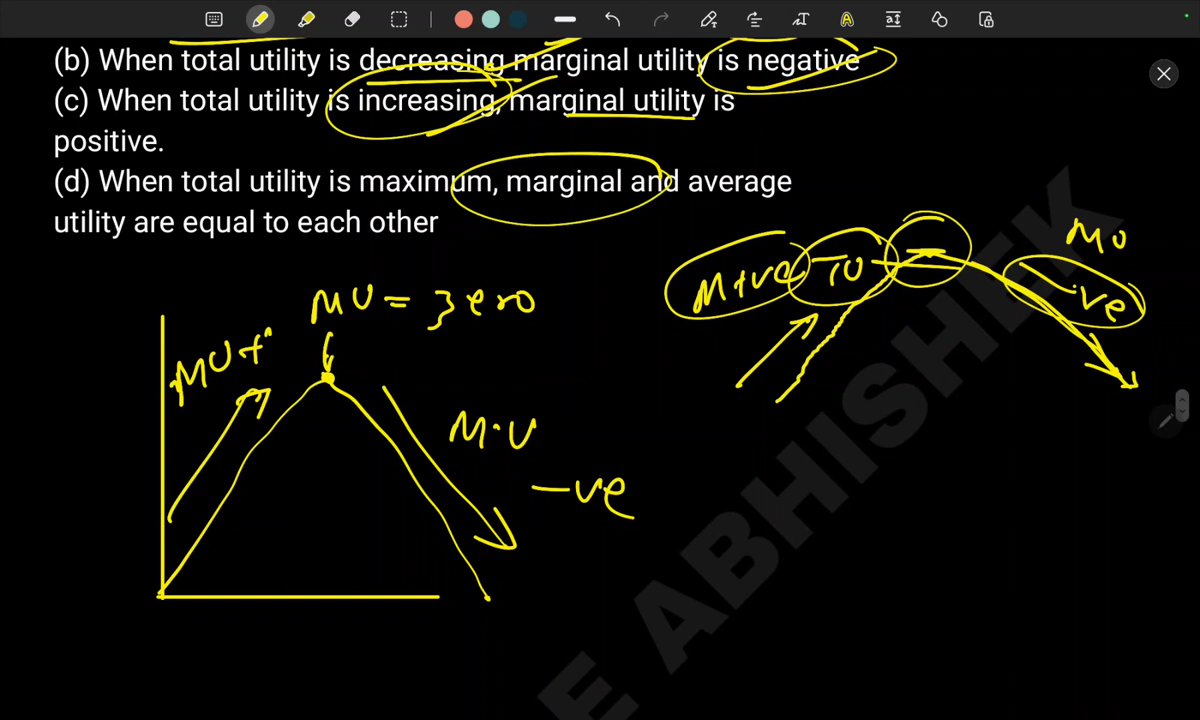 (b) When total utility is decreasing marginal utility is negative
(c) When total utility is increasing, marginal utility is
positive.
(d) When total utility is maximum, marginal and average
utility are equal to each other
MU
M+ve TU -ve
MU = zero
MU+
M.U
-ve
E ABHISHEK